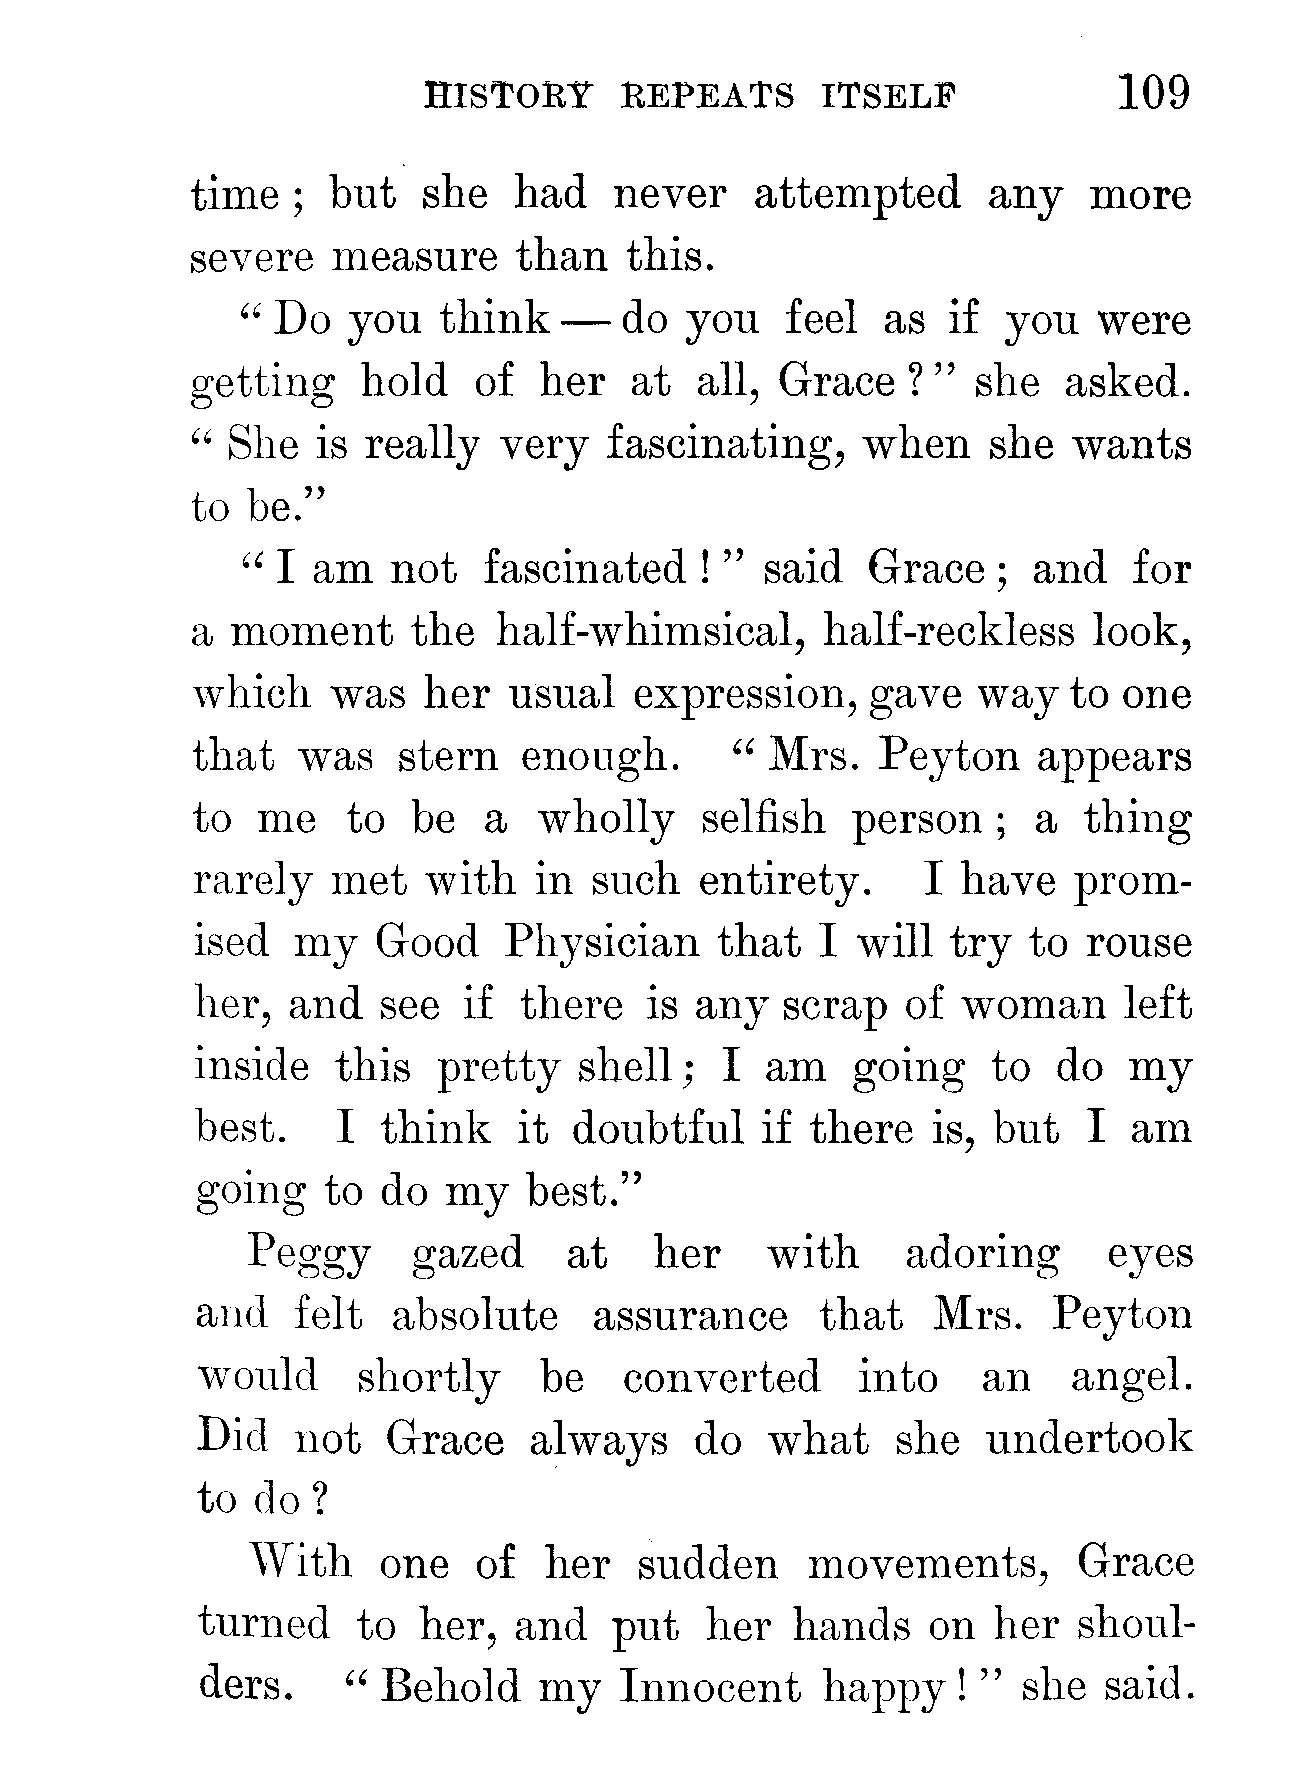 HISTORY REPEATS ITSELF 109
time ; but she had never attempted any more
severe measure than this.
“ Do you think — do you feel as if you were
getting hold of her at all, Grace ? ” she asked.
“ She is really very fascinating, when she wants
to be.”
“ I am not fascinated ! ” said Grace ; and for
a moment the half-whimsical, half-reckless look,
which was her usual expression, gave way to one
that was stern enough. “ Mrs. Peyton appears
to me to be a wholly selfish person ; a thing
rarely met with in such entirety. I have prom-
ised my Good Physician that I will try to rouse
her, and see if there is any scrap of woman left
inside this pretty shell ; I am going to do my
best. I think it doubtful if there is, but I am
going to do my best.”
Peggy gazed at her with adoring eyes
and felt absolute assurance that Mrs. Peyton
would shortly be converted into an angel.
Did not Grace always do what she undertook
to do ?
With one of her sudden movements, Grace
turned to her, and put her hands on her shoul-
ders. “ Behold my Innocent happy ! ” she said.